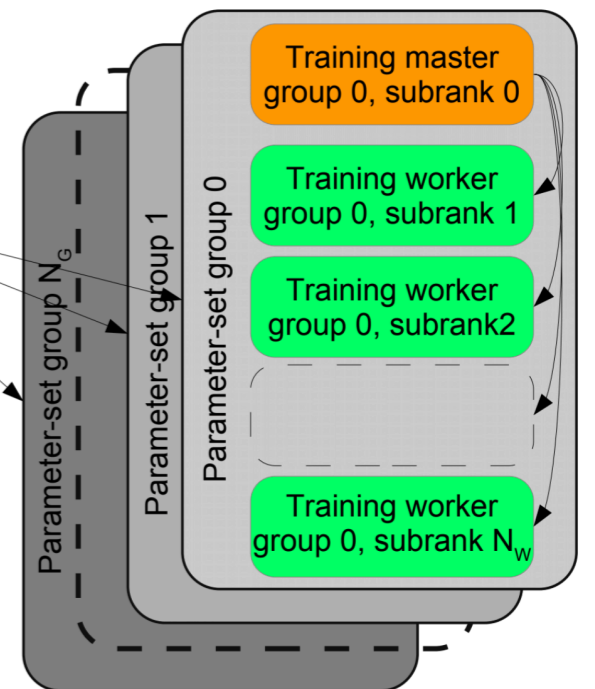 Training master
group 0, subrank 0
Training worker
group 0, subrank 1
Training worker
group 0, subrank2
Training worker
group 0, subrank N_W
Parameter-set group 0
Parameter-set group 1
Parameter-set group N_G